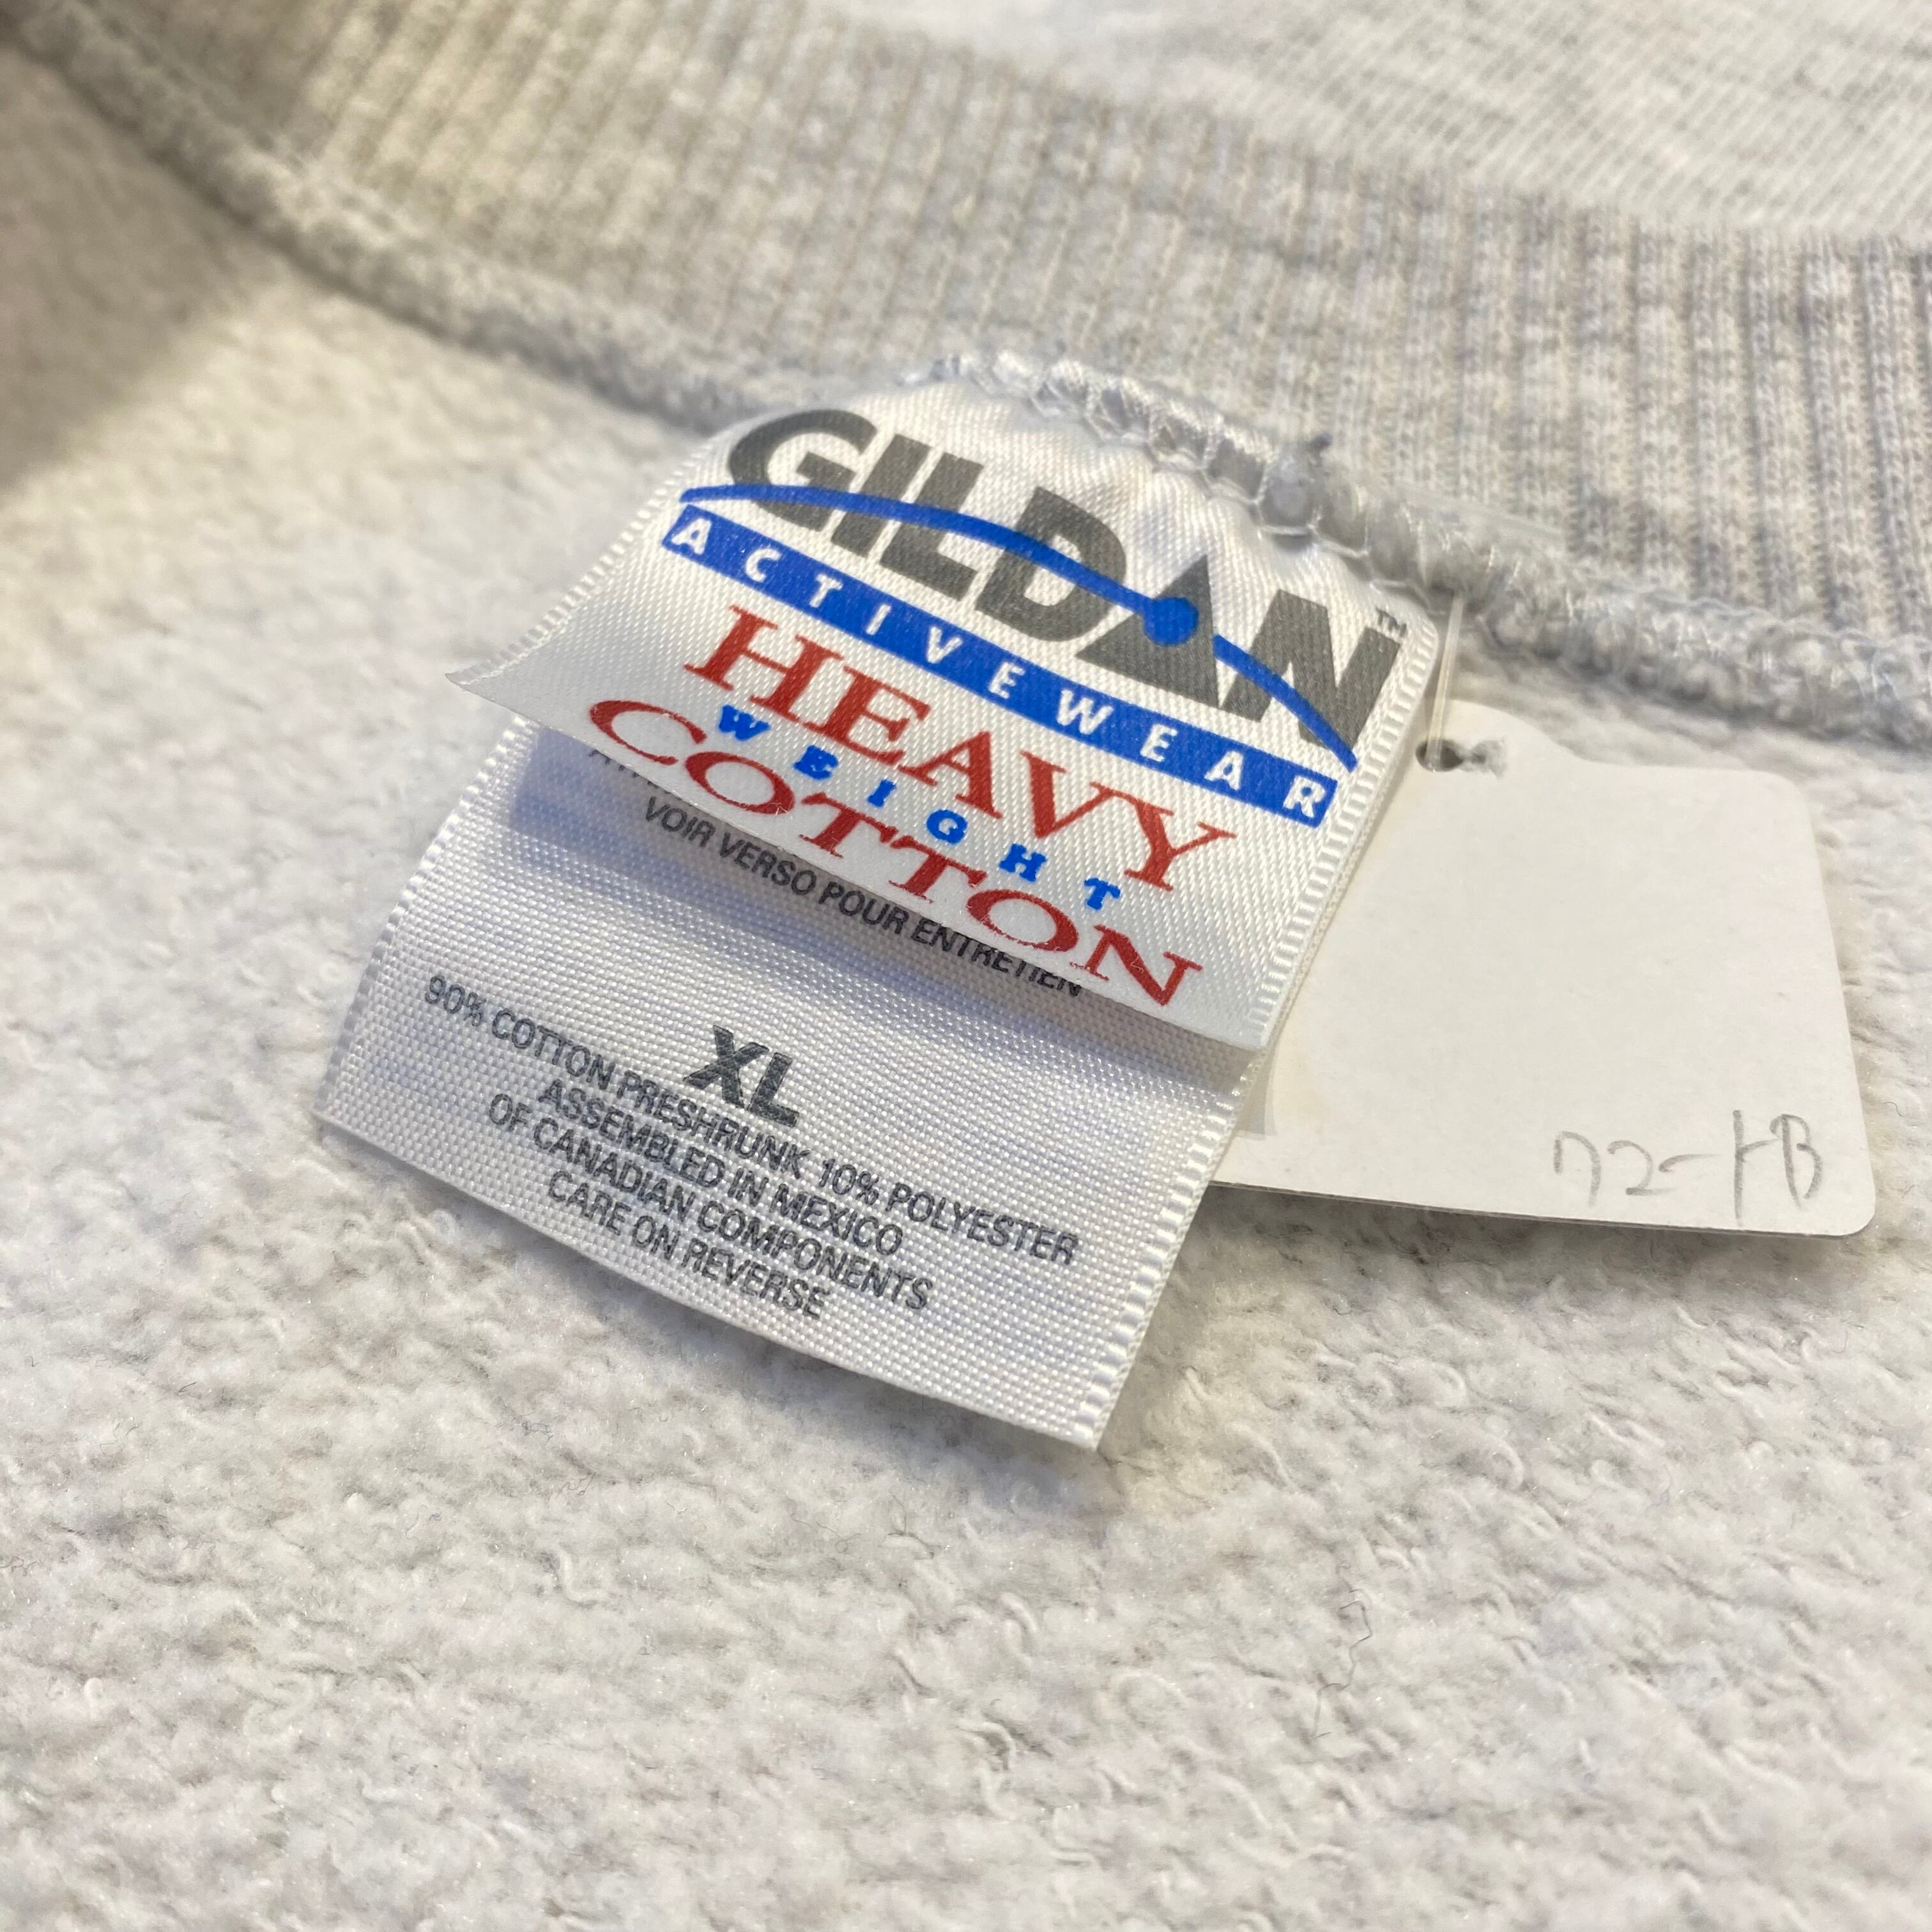 GILDAN™
ACTIVEWEAR
HEAVY
WEIGHT
COTTON
VOIR VERSO POUR ENTRETIEN
XL
90% COTTON PRESHRUNK 10% POLYESTER
ASSEMBLED IN MEXICO
OF CANADIAN COMPONENTS
CARE ON REVERSE